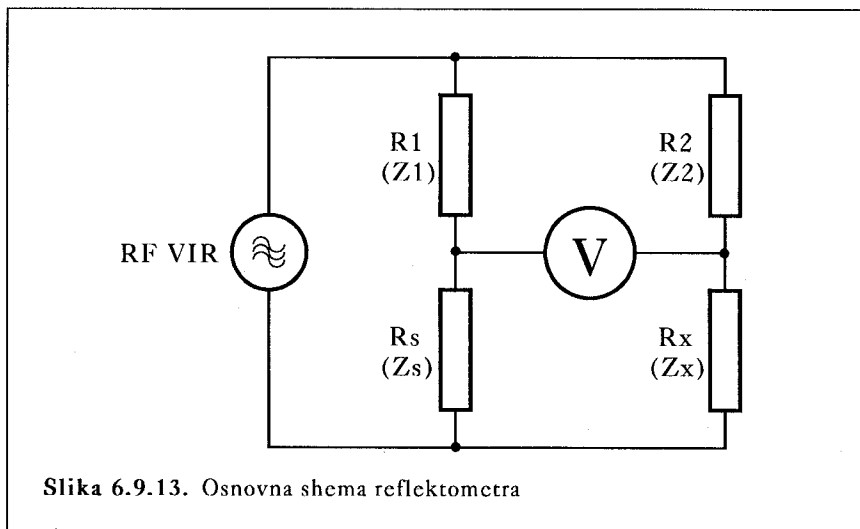 R1
(Z1)
R2
(Z2)
RF VIR
V
Rs
(Zs)
Rx
(Zx)
Slika 6.9.13. Osnovna shema reflektometra